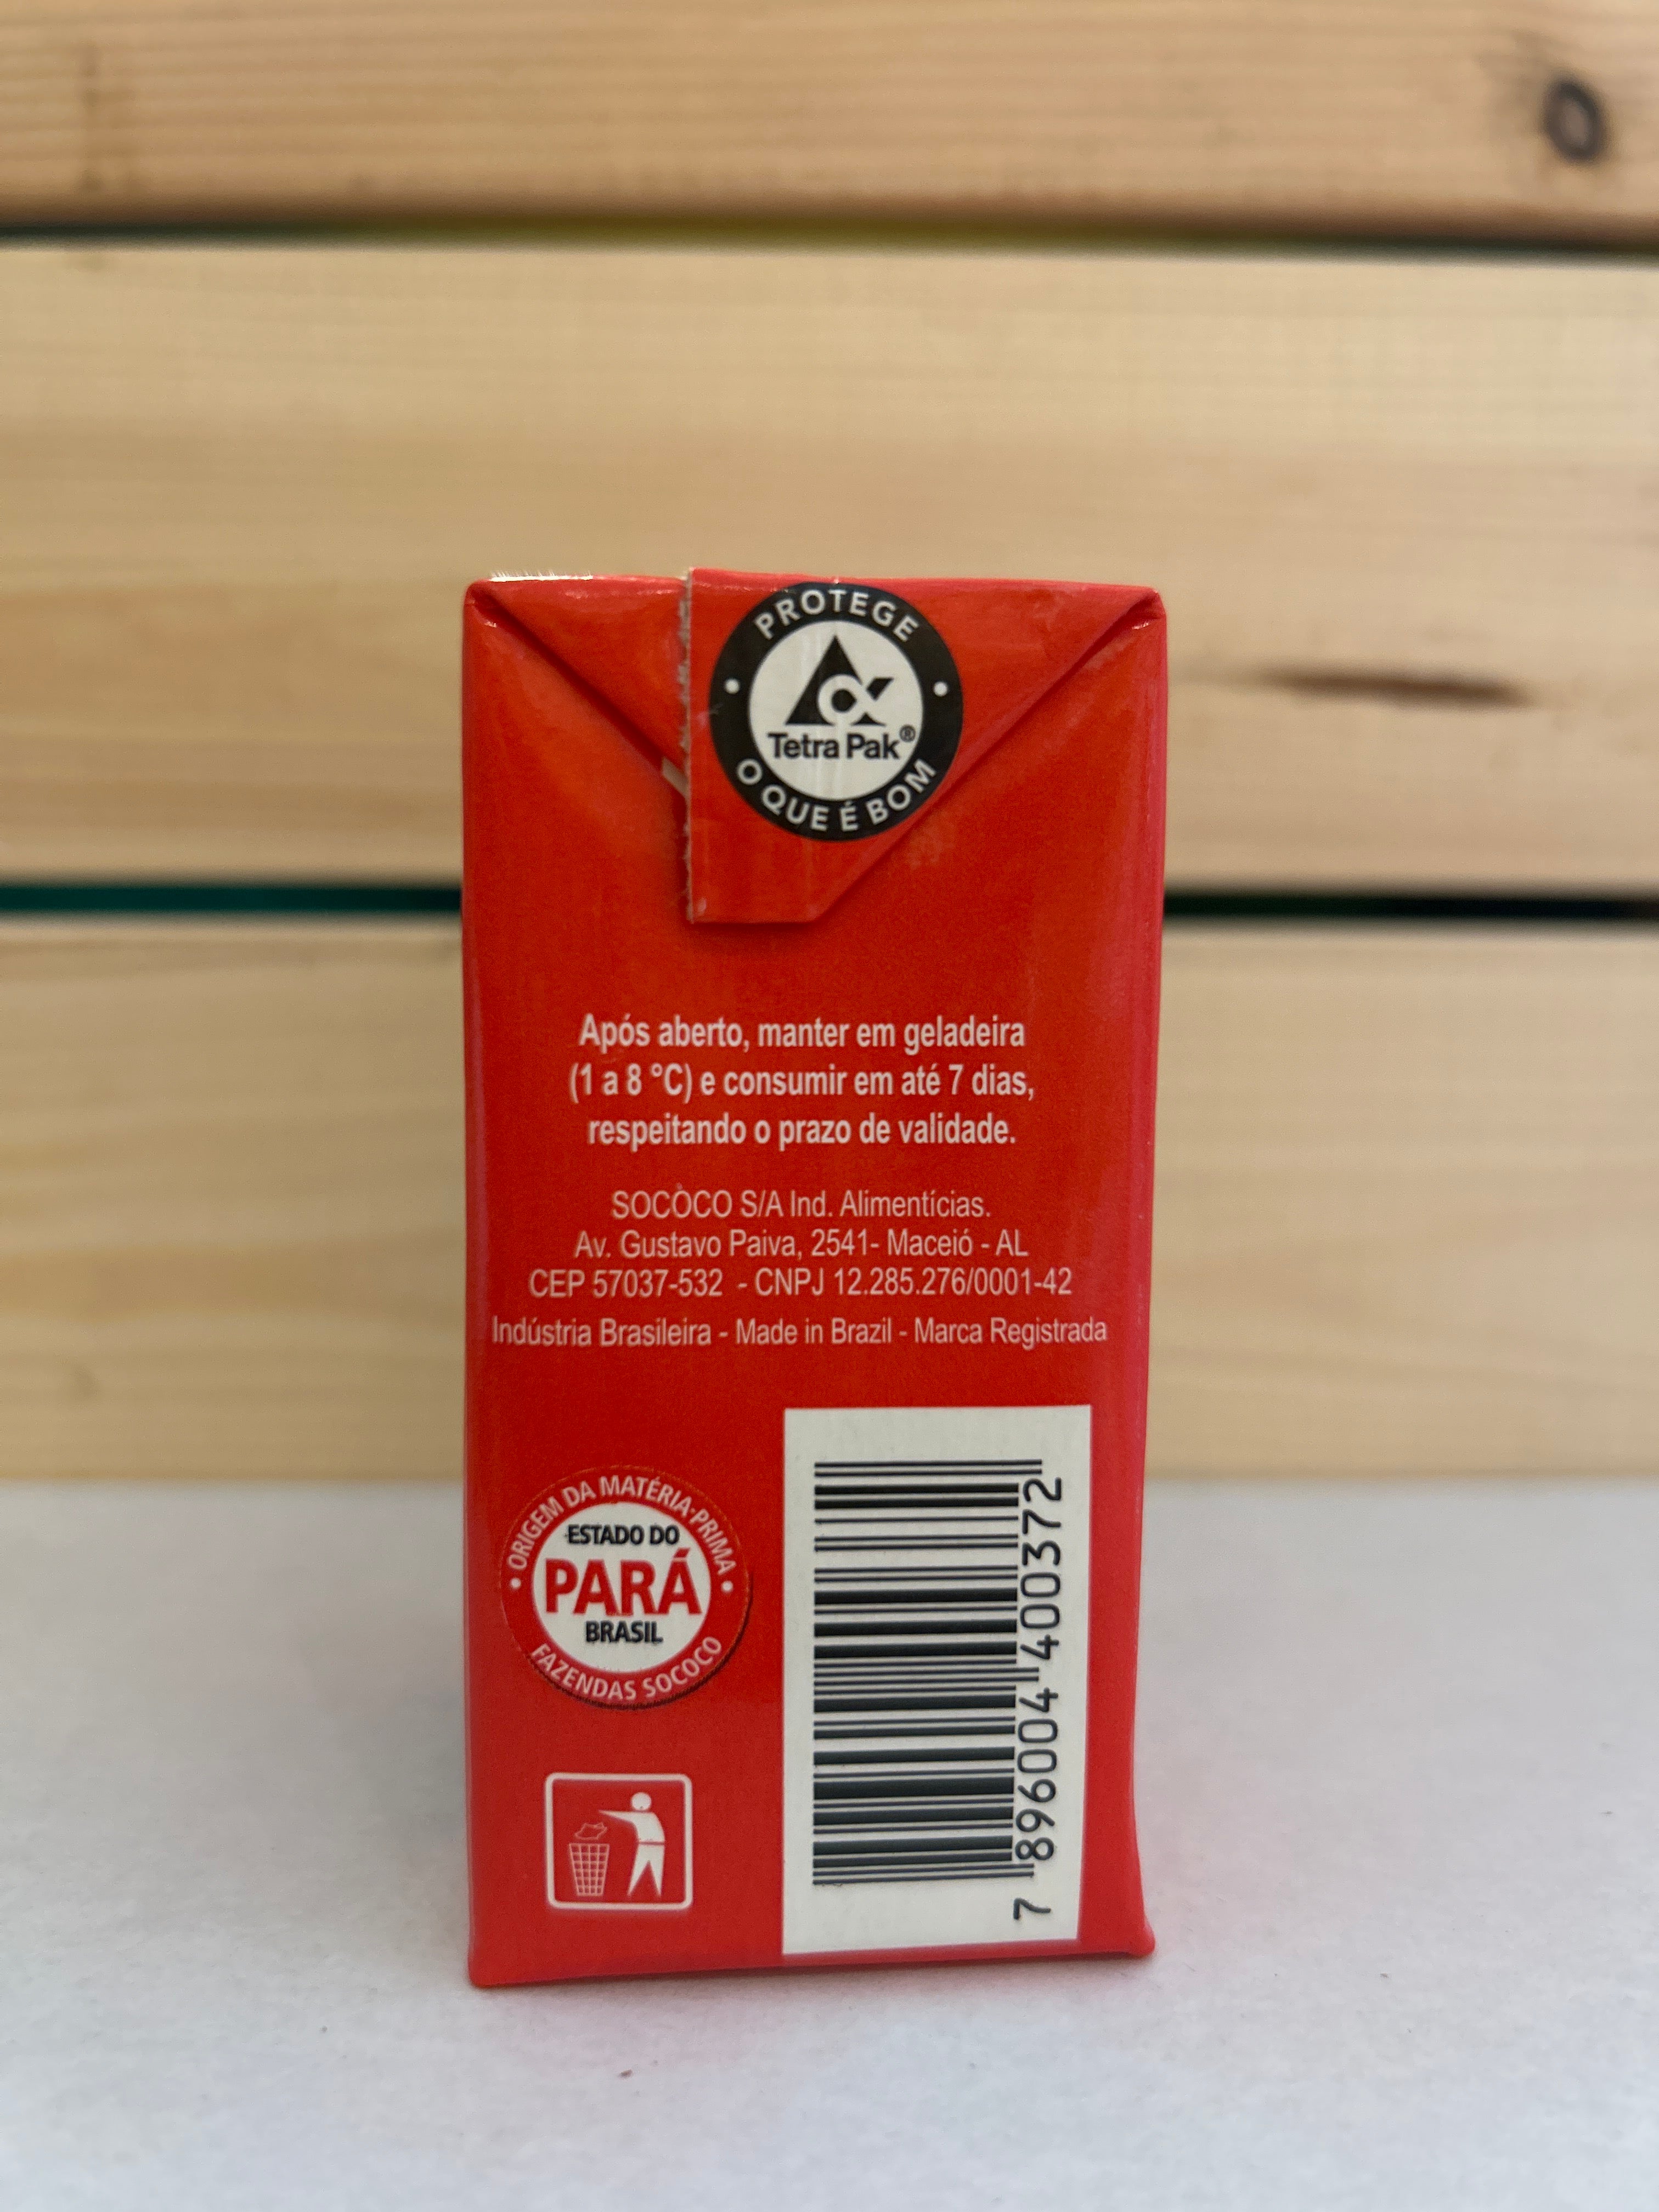 PROTEGE
Tetra Pak®
O QUE É BOM
Após aberto, manter em geladeira
(1 a 8 °C) e consumir em até 7 dias,
respeitando o prazo de validade.
SOCÒCO S/A Ind. Alimentícias.
Av. Gustavo Paiva, 2541- Maceió - AL
CEP 57037-532 - CNPJ 12.285.276/0001-42
Indústria Brasileira - Made in Brazil - Marca Registrada
• ORIGEM DA MATÉRIA-PRIMA •
ESTADO DO
PARÁ
BRASIL
FAZENDAS SOCOCO
7 896004 400372